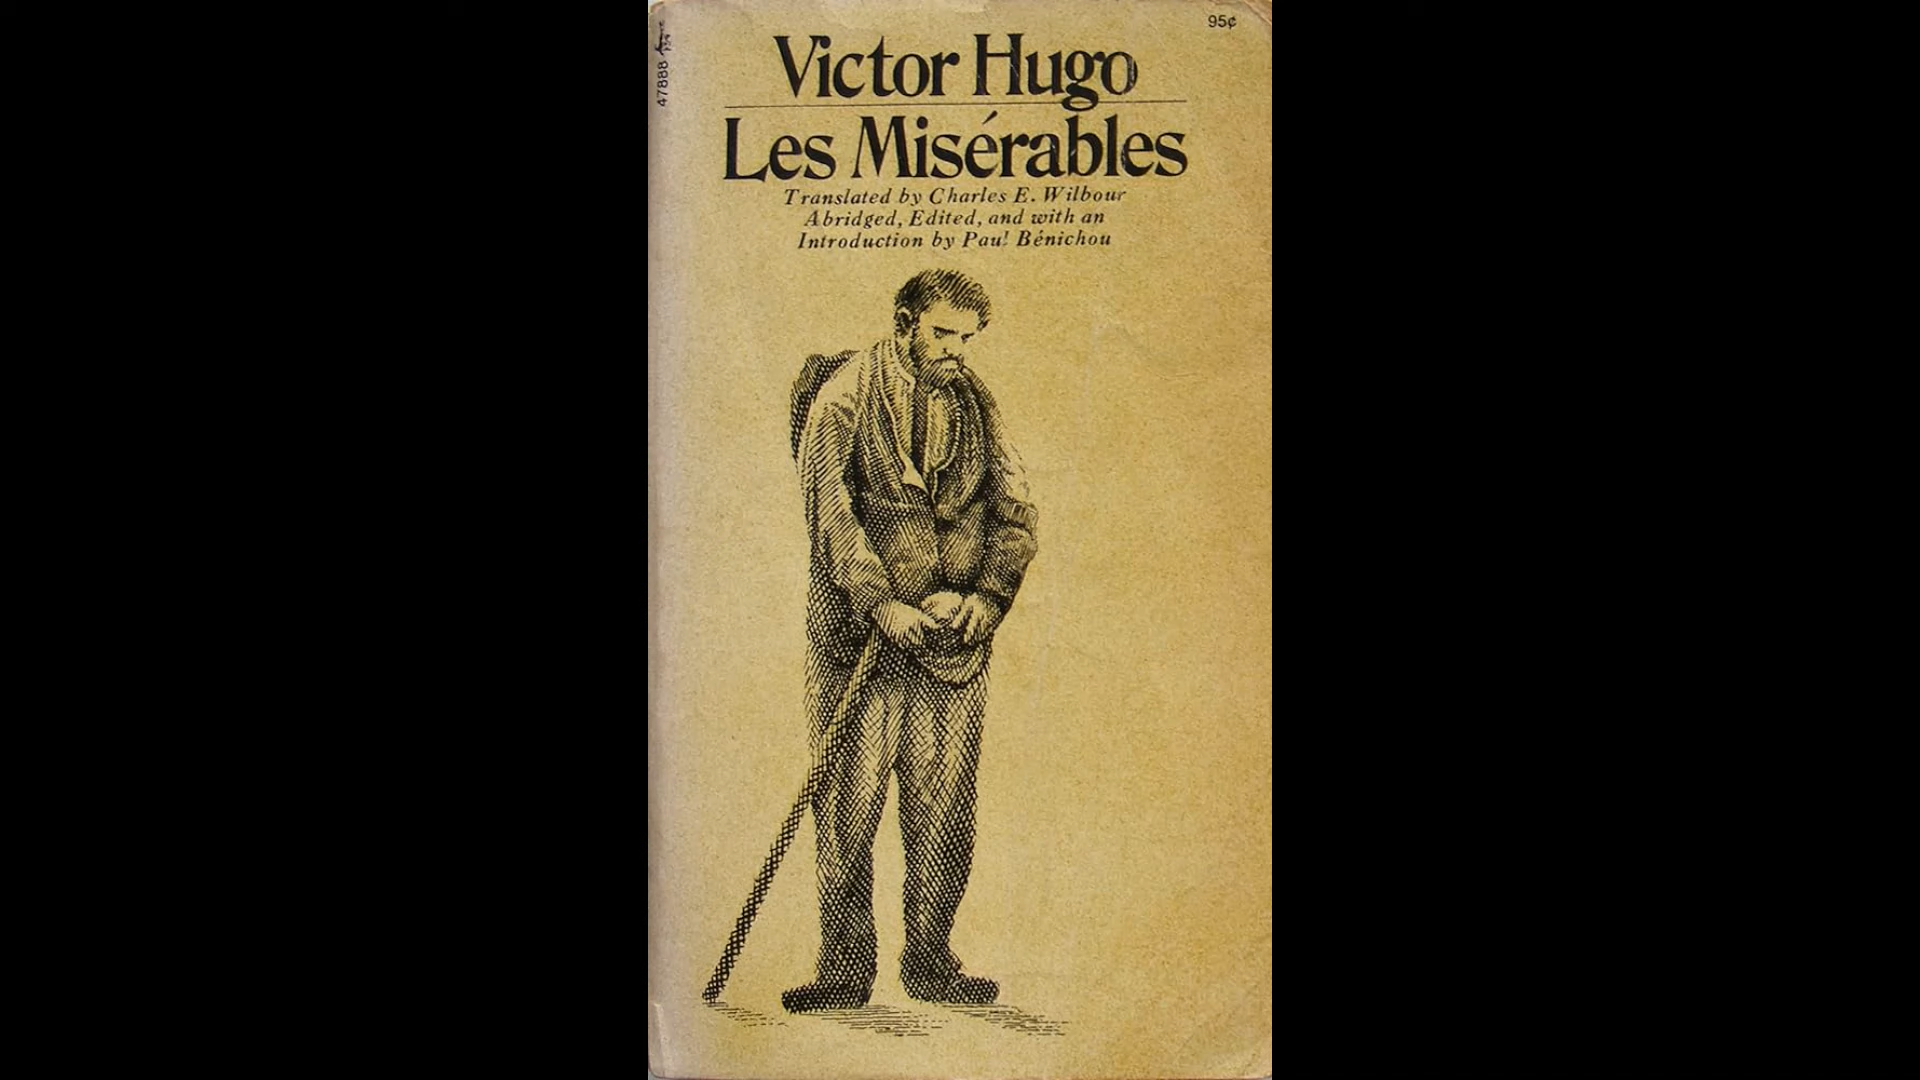 95¢
47888
Victor Hugo
Les Misérables
Translated by Charles E. Wilbour
Abridged, Edited, and with an
Introduction by Paul Bénichou